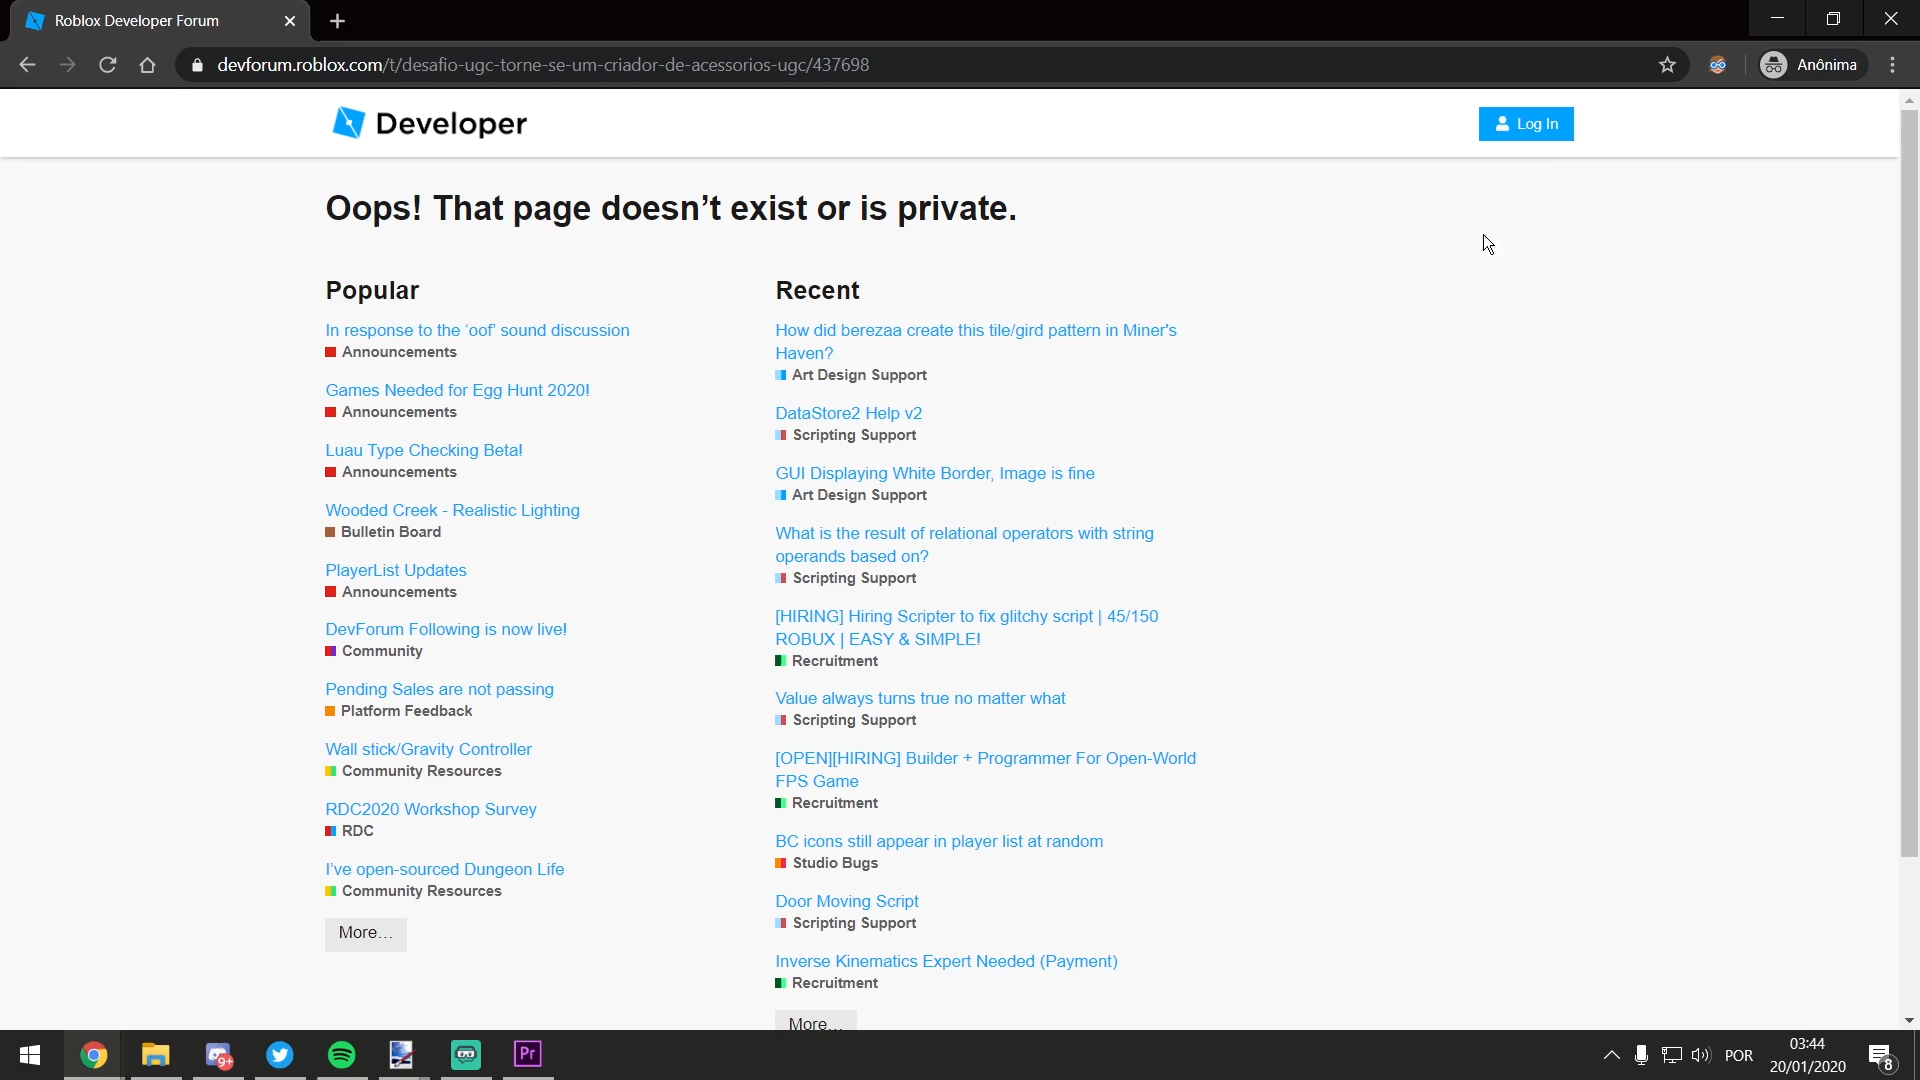 Roblox Developer Forum
devforum.roblox.com/t/desafio-ugc-torne-se-um-criador-de-acessorios-ugc/437698
Anônima
Developer
Log In
Oops! That page doesn’t exist or is private.
Popular
In response to the ‘oof’ sound discussion
Announcements
Games Needed for Egg Hunt 2020!
Announcements
Luau Type Checking Beta!
Announcements
Wooded Creek - Realistic Lighting
Bulletin Board
PlayerList Updates
Announcements
DevForum Following is now live!
Community
Pending Sales are not passing
Platform Feedback
Wall stick/Gravity Controller
Community Resources
RDC2020 Workshop Survey
RDC
I’ve open-sourced Dungeon Life
Community Resources
More…
Recent
How did berezaa create this tile/gird pattern in Miner's
Haven?
Art Design Support
DataStore2 Help v2
Scripting Support
GUI Displaying White Border, Image is fine
Art Design Support
What is the result of relational operators with string
operands based on?
Scripting Support
[HIRING] Hiring Scripter to fix glitchy script | 45/150
ROBUX | EASY & SIMPLE!
Recruitment
Value always turns true no matter what
Scripting Support
[OPEN][HIRING] Builder + Programmer For Open-World
FPS Game
Recruitment
BC icons still appear in player list at random
Studio Bugs
Door Moving Script
Scripting Support
Inverse Kinematics Expert Needed (Payment)
Recruitment
More…
9+
Pr
POR
03:44
20/01/2020
8